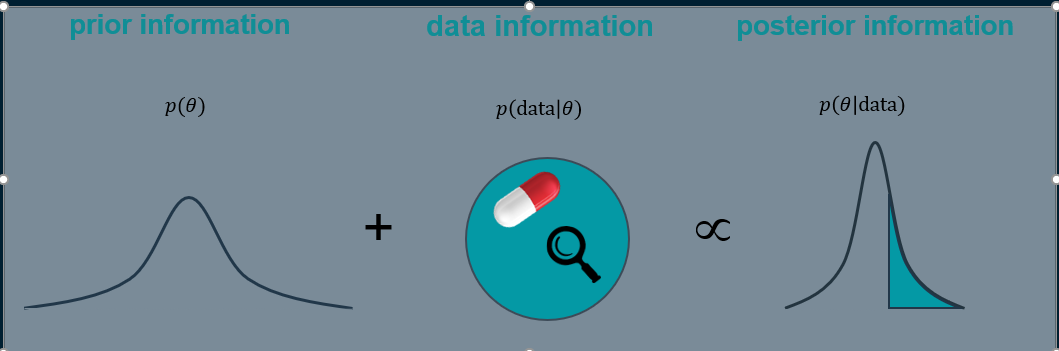 prior information
data information
posterior information
p(θ)
p(data|θ)
p(θ|data)
+
∝